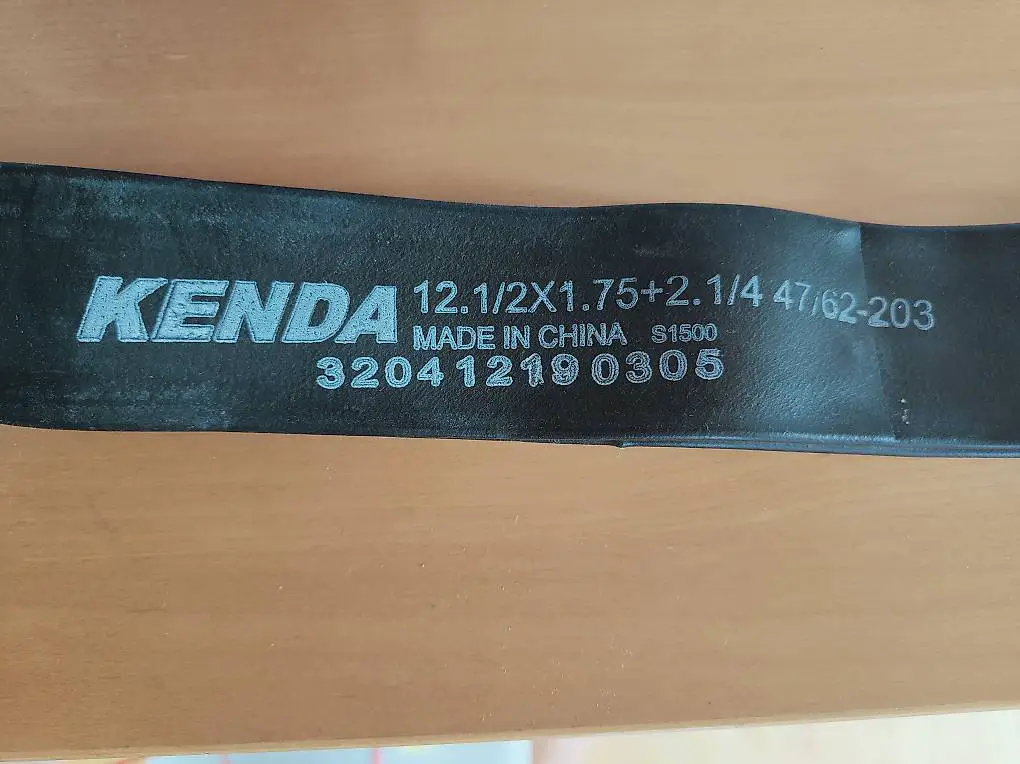 KENDA 12.1/2X1.75+2.1/4 47/62-203
MADE IN CHINA S1500
320412190305